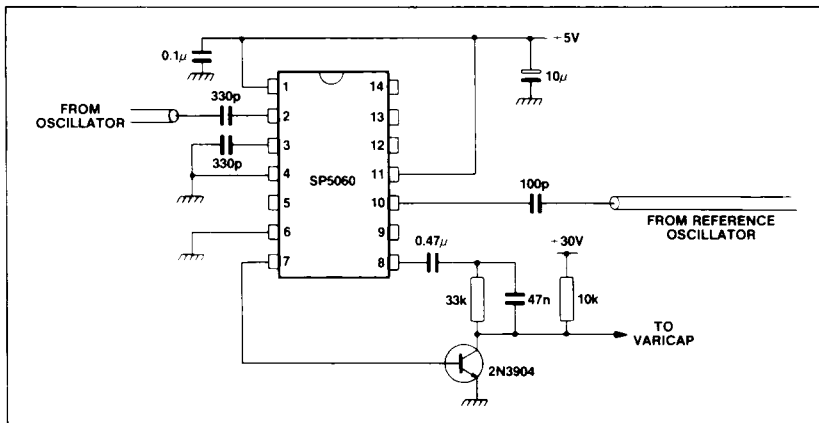 +5V
0.1μ
10μ
FROM
OSCILLATOR
330p
330p
1
2
3
4
5
6
7
SP5060
14
13
12
11
10
9
8
100p
FROM REFERENCE
OSCILLATOR
0.47μ
+30V
33k
47n
10k
TO
VARICAP
2N3904